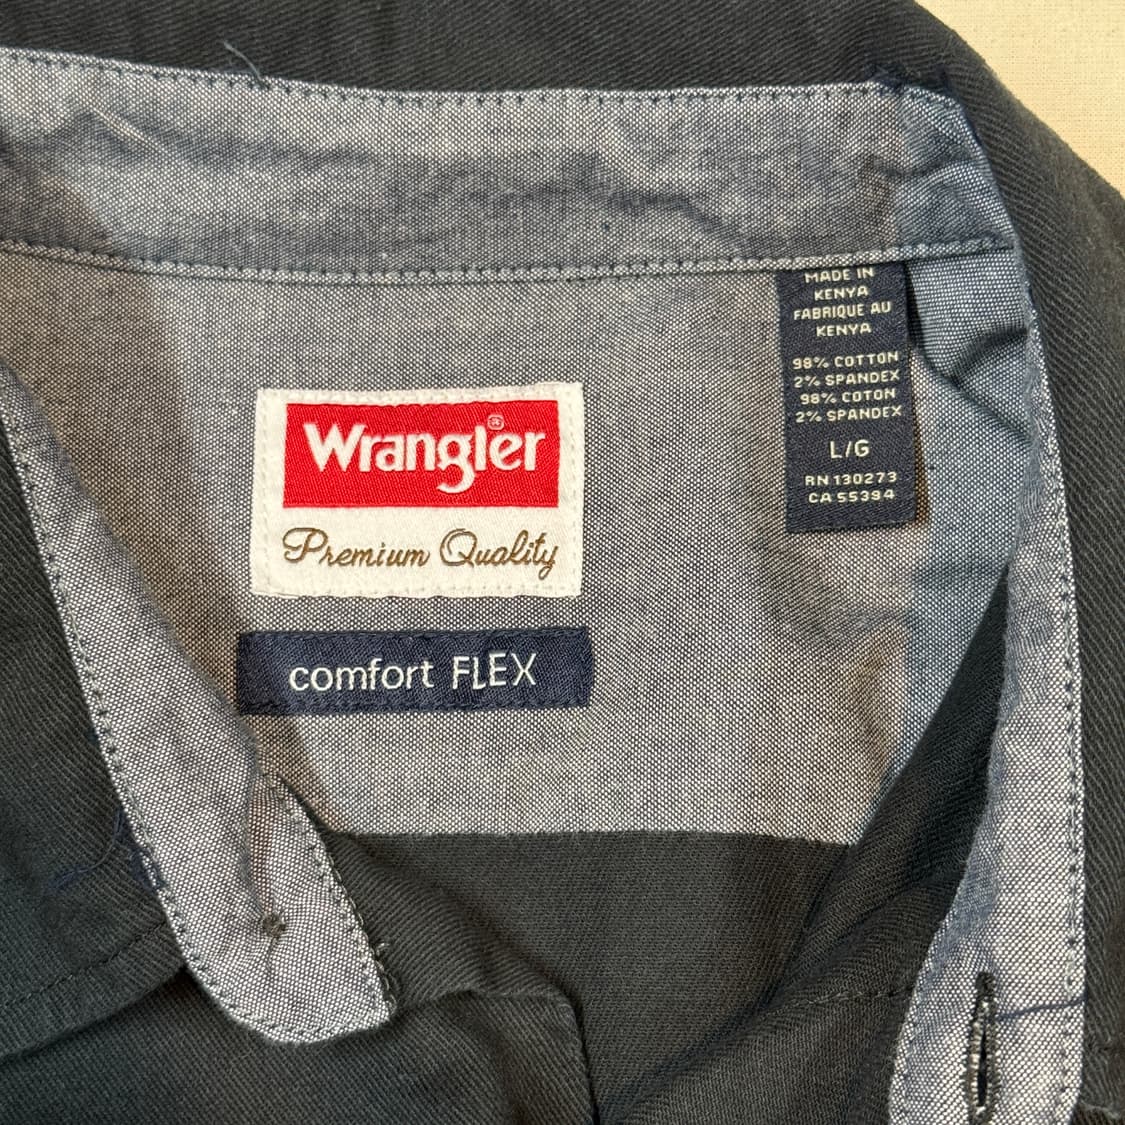 MADE IN
KENYA
FABRIQUE AU
KENYA
98% COTTON
2% SPANDEX
98% COTON
2% SPANDEX
L/G
RN 130273
CA 55394
Wrangler®
Premium Quality
comfort FLEX